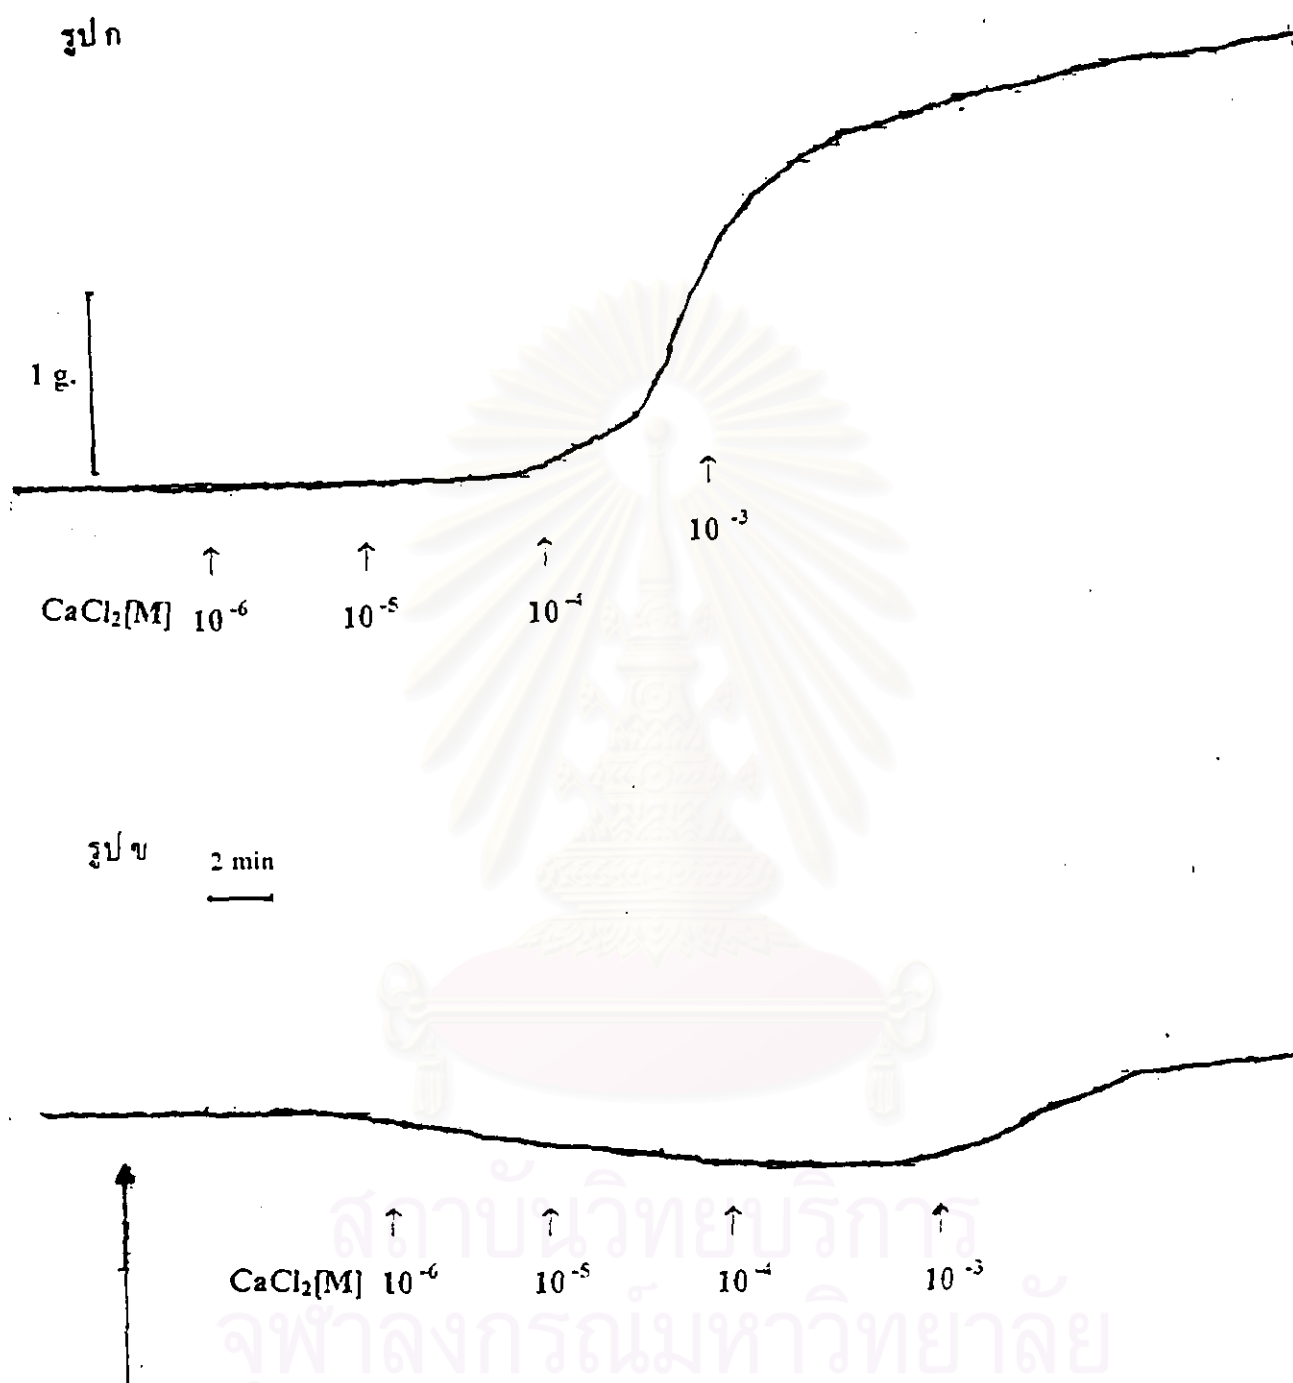 รูป ก
1 g.
10 -3
CaCl₂[M] 10 -6 10 -5 10 -4
รูป ข 2 min
CaCl₂[M] 10 -6 10 -5 10 -4 10 -3
สถาบันวิทยบริการ
จุฬาลงกรณ์มหาวิทยาลัย